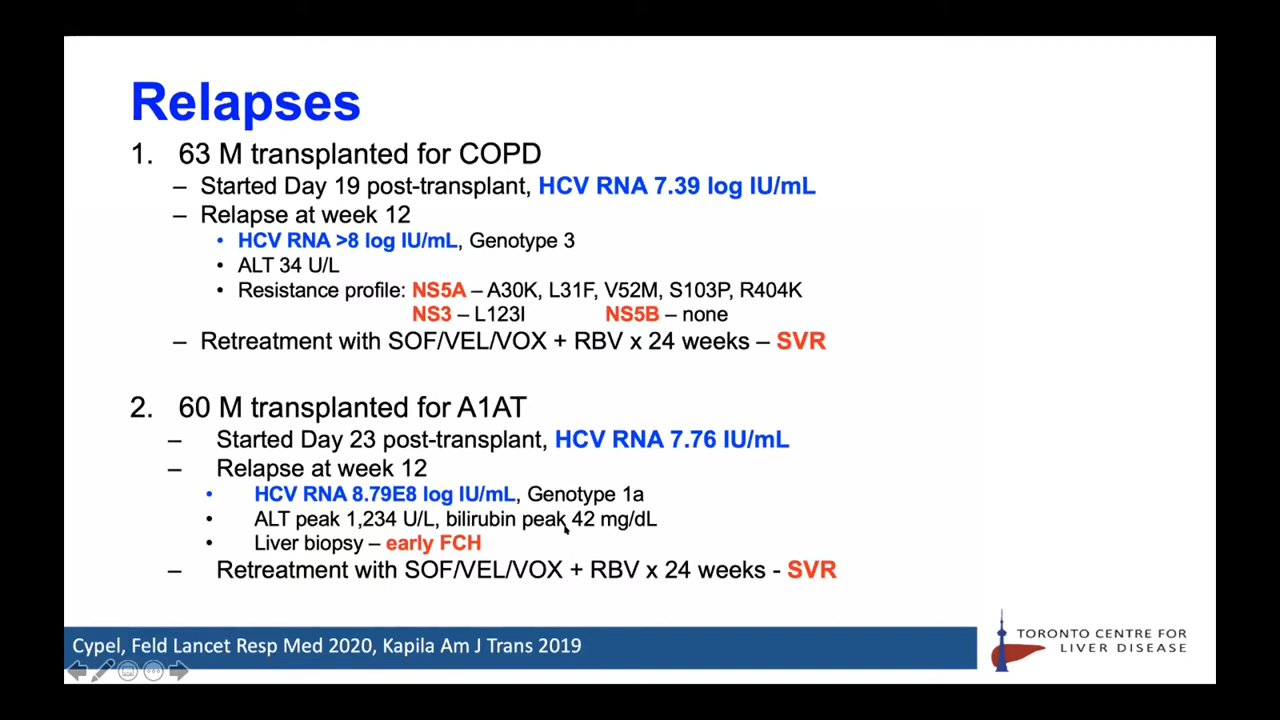 Relapses
1. 63 M transplanted for COPD
– Started Day 19 post-transplant, HCV RNA 7.39 log IU/mL
– Relapse at week 12
• HCV RNA >8 log IU/mL, Genotype 3
• ALT 34 U/L
• Resistance profile: NS5A – A30K, L31F, V52M, S103P, R404K
NS3 – L123I NS5B – none
– Retreatment with SOF/VEL/VOX + RBV x 24 weeks – SVR
2. 60 M transplanted for A1AT
– Started Day 23 post-transplant, HCV RNA 7.76 IU/mL
– Relapse at week 12
• HCV RNA 8.79E8 log IU/mL, Genotype 1a
• ALT peak 1,234 U/L, bilirubin peak 42 mg/dL
• Liver biopsy – early FCH
– Retreatment with SOF/VEL/VOX + RBV x 24 weeks - SVR
Cypel, Feld Lancet Resp Med 2020, Kapila Am J Trans 2019
TORONTO CENTRE FOR
LIVER DISEASE